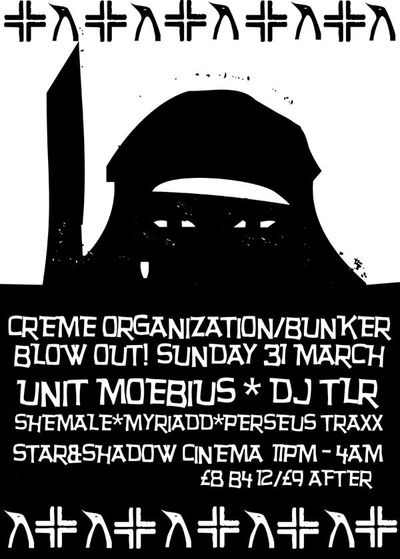 CREME ORGANIZATION/BUNKER
BLOW OUT! SUNDAY 31 MARCH
UNIT MOEBIUS * DJ TLR
SHEMALE*MYRIADD*PERSEUS TRAXX
STAR&SHADOW CINEMA 11PM - 4AM
£8 B4 12/£9 AFTER